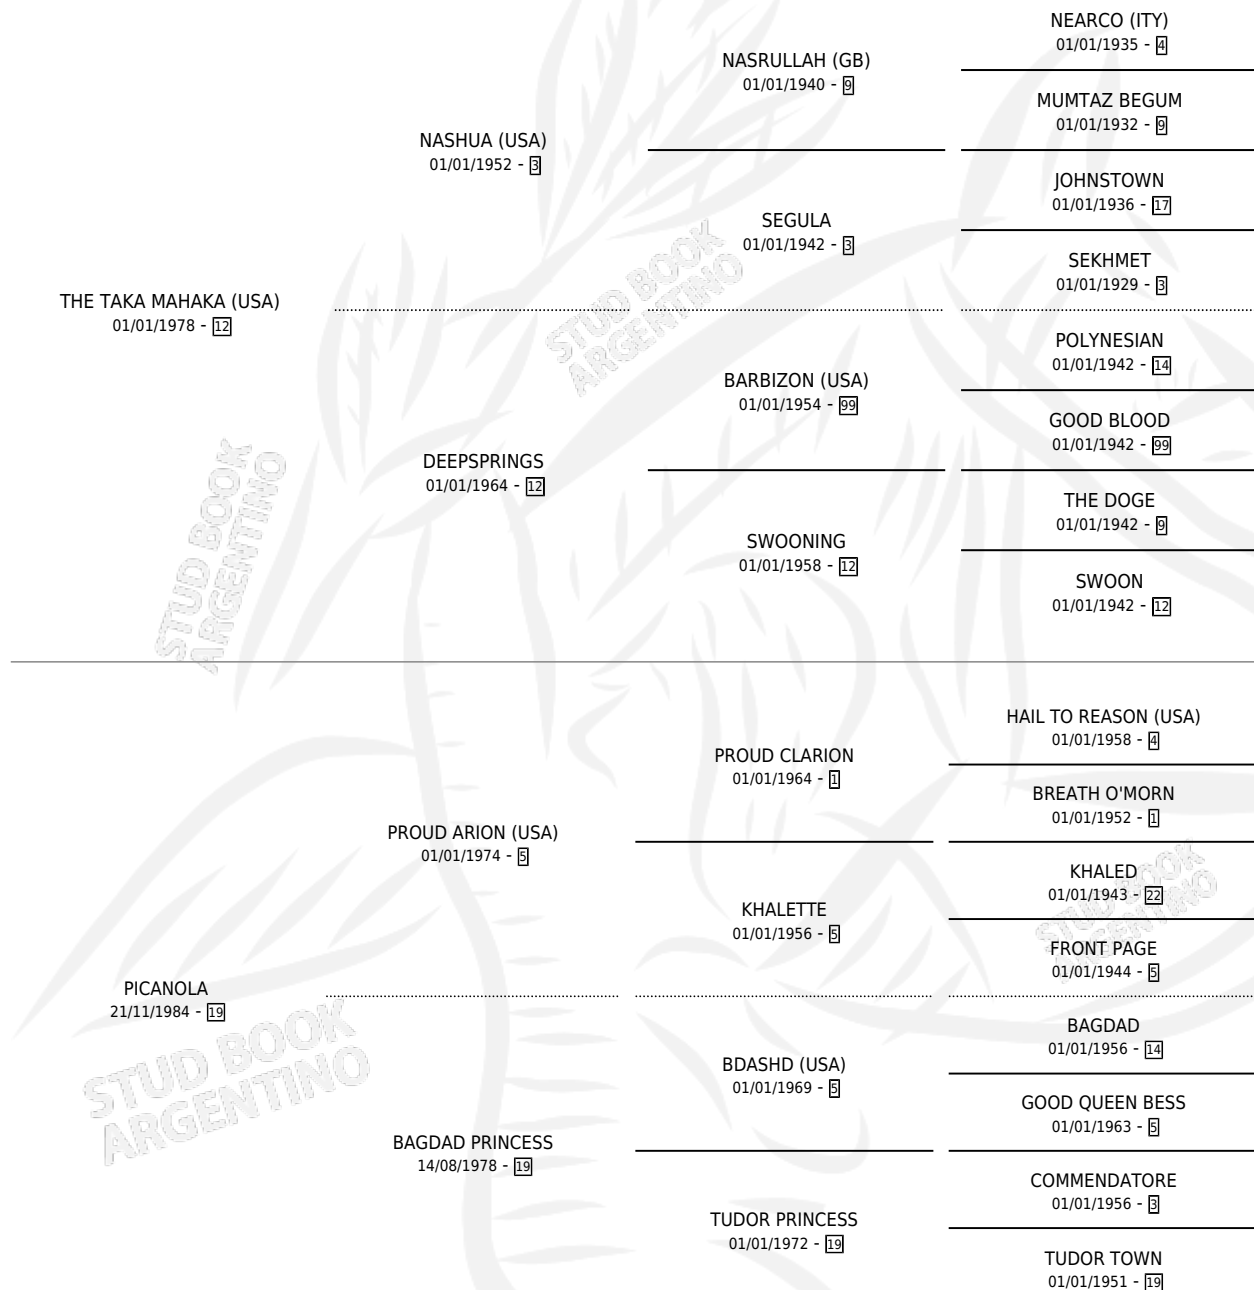 NEARCO (ITY)
01/01/1935 - 4
NASRULLAH (GB)
01/01/1940 - 9
MUMTAZ BEGUM
01/01/1932 - 9
NASHUA (USA)
01/01/1952 - 3
JOHNSTOWN
01/01/1936 - 17
SEGULA
01/01/1942 - 3
SEKHMET
01/01/1929 - 3
THE TAKA MAHAKA (USA)
01/01/1978 - 12
POLYNESIAN
01/01/1942 - 14
BARBIZON (USA)
01/01/1954 - 99
GOOD BLOOD
01/01/1942 - 99
DEEPSPRINGS
01/01/1964 - 12
THE DOGE
01/01/1942 - 9
SWOONING
01/01/1958 - 12
SWOON
01/01/1942 - 12
HAIL TO REASON (USA)
01/01/1958 - 4
PROUD CLARION
01/01/1964 - 1
BREATH O'MORN
01/01/1952 - 1
PROUD ARION (USA)
01/01/1974 - 5
KHALED
01/01/1943 - 22
KHALETTE
01/01/1956 - 5
FRONT PAGE
01/01/1944 - 5
PICANOLA
21/11/1984 - 19
BAGDAD
01/01/1956 - 14
BDASHD (USA)
01/01/1969 - 5
GOOD QUEEN BESS
01/01/1963 - 5
BAGDAD PRINCESS
14/08/1978 - 19
COMMENDATORE
01/01/1956 - 3
TUDOR PRINCESS
01/01/1972 - 19
TUDOR TOWN
01/01/1951 - 19
STUD BOOK
ARGENTINO
STUD BOOK
ARGENTINO
STUD BOOK
ARGENTINO
STUD BOOK
ARGENTINO